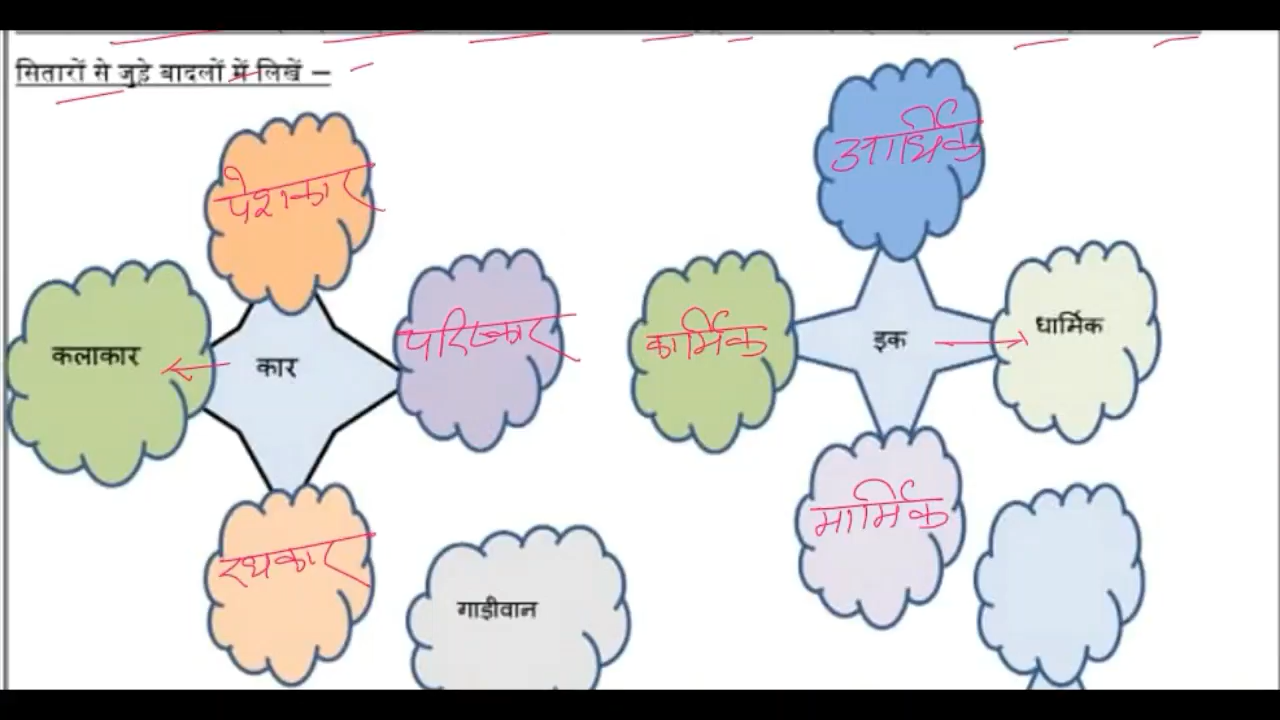 सितारों से जुड़े बादलों में लिखें –
पेशकार
कलाकार
कार
परिष्कार
रथकार
आर्थिक
कार्मिक
इक
धार्मिक
मार्मिक
गाड़ीवान